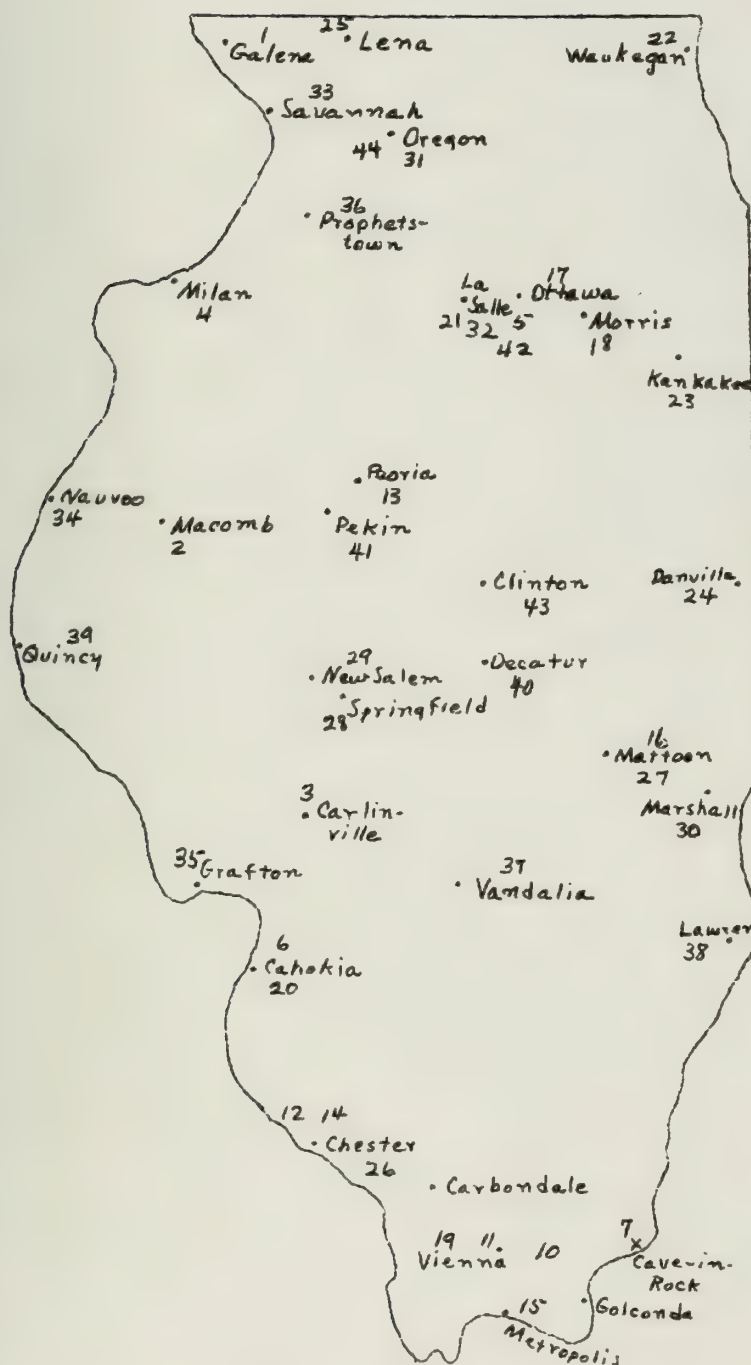 25
1
Lena
22
Galena
Waukegan
33
Savannah
44
Oregon
31
36
Prophets-
town
Milan
4
La
Salle
21 32
17
Ottawa
5
42
Morris
18
Kankakee
23
Peoria
13
Nauvoo
34
Macomb
2
Pekin
41
Clinton
43
Danville
24
39
Quincy
29
New Salem
Decatur
40
28
Springfield
16
Mattoon
27
3
Carlin-
ville
Marshall
30
35
Grafton
37
Vandalia
Lawren
38
6
Cahokia
20
12 14
Chester
26
Carbondale
19 11 10
Vienna
7
x
Cave-in-
Rock
15
Golconda
Metropolis